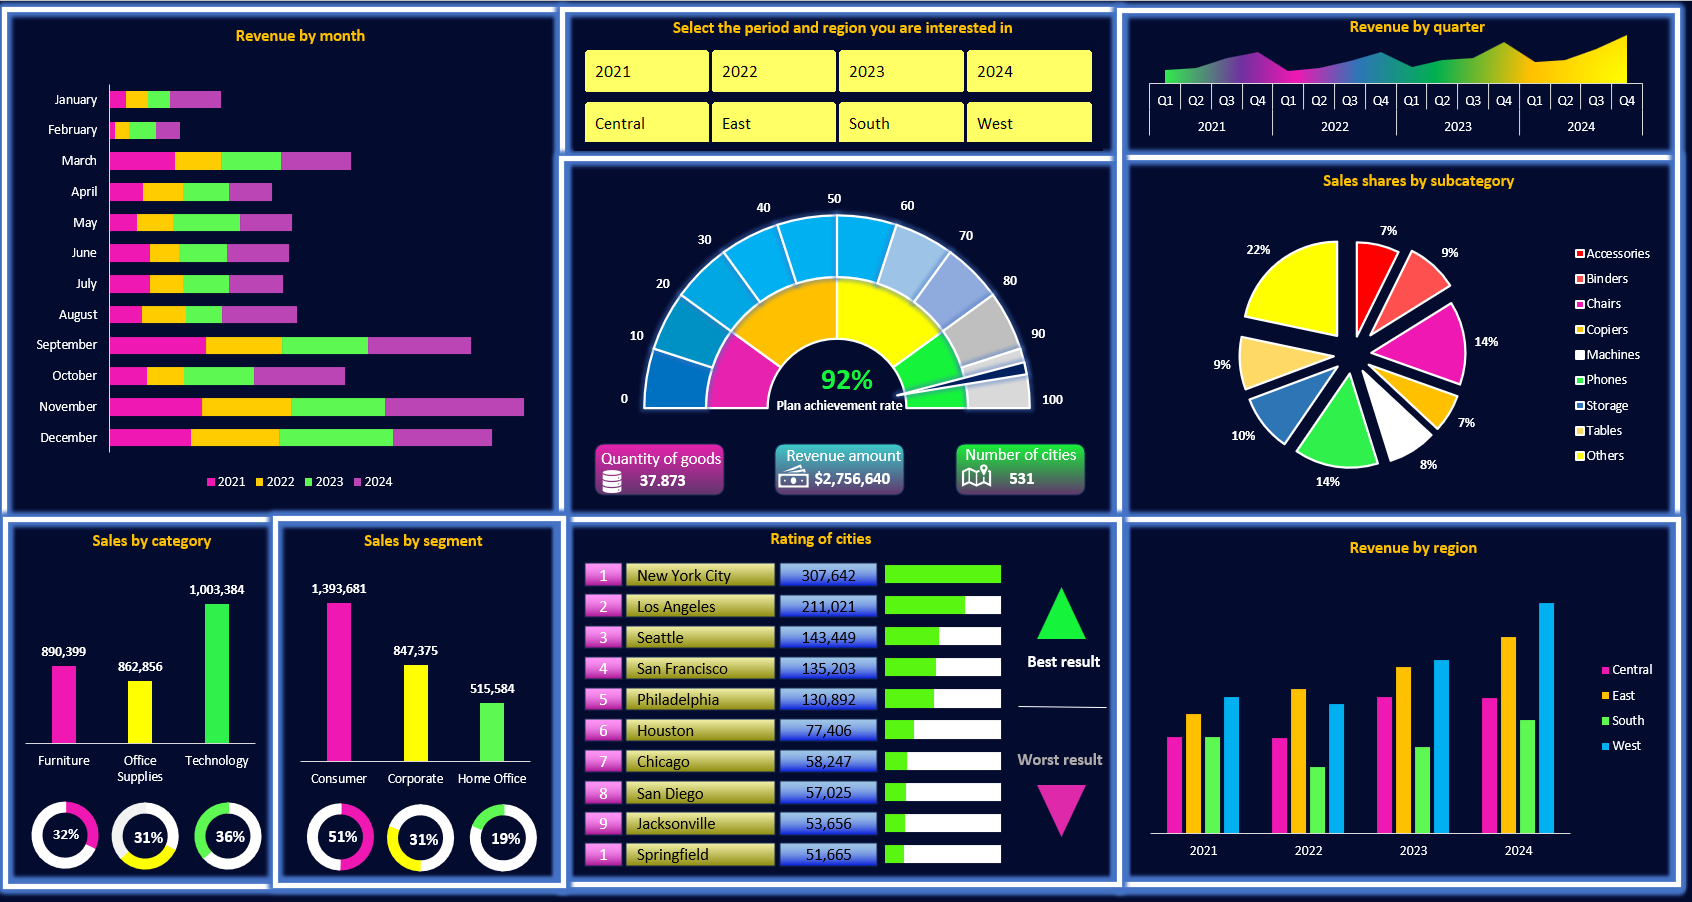 Revenue by month
January
February
March
April
May
June
July
August
September
October
November
December
2021 2022 2023 2024
Select the period and region you are interested in
2021 2022 2023 2024
Central East South West
Revenue by quarter
Q1 Q2 Q3 Q4 Q1 Q2 Q3 Q4 Q1 Q2 Q3 Q4 Q1 Q2 Q3 Q4
2021 2022 2023 2024
0
10
20
30
40
50
60
70
80
90
100
92%
Plan achievement rate
Quantity of goods
37.873
Revenue amount
$2,756,640
Number of cities
531
Sales shares by subcategory
7%
9%
14%
7%
8%
14%
10%
9%
22%
Accessories
Binders
Chairs
Copiers
Machines
Phones
Storage
Tables
Others
Sales by category
890,399
862,856
1,003,384
Furniture
Office
Supplies
Technology
32%
31%
36%
Sales by segment
1,393,681
847,375
515,584
Consumer
Corporate
Home Office
51%
31%
19%
Rating of cities
1 New York City 307,642
2 Los Angeles 211,021
3 Seattle 143,449
4 San Francisco 135,203
5 Philadelphia 130,892
6 Houston 77,406
7 Chicago 58,247
8 San Diego 57,025
9 Jacksonville 53,656
1 Springfield 51,665
Best result
Worst result
Revenue by region
2021 2022 2023 2024
Central
East
South
West